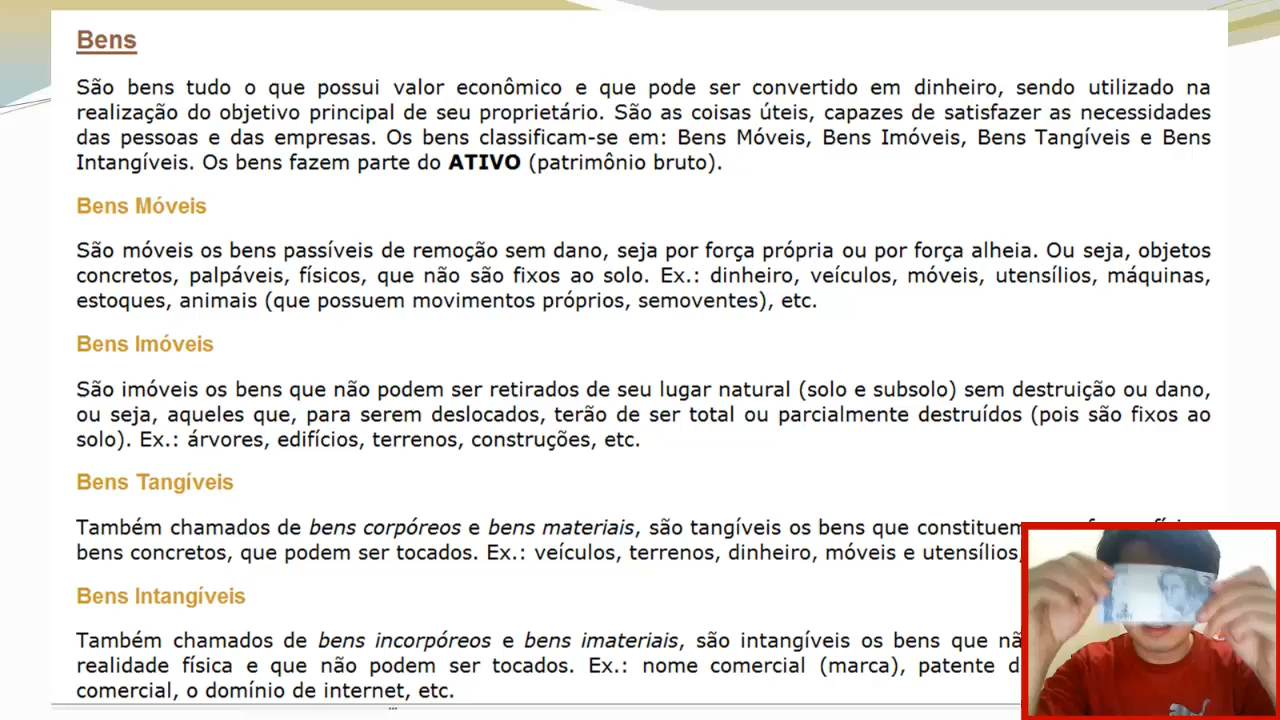 Bens
São bens tudo o que possui valor econômico e que pode ser convertido em dinheiro, sendo utilizado na
realização do objetivo principal de seu proprietário. São as coisas úteis, capazes de satisfazer as necessidades
das pessoas e das empresas. Os bens classificam-se em: Bens Móveis, Bens Imóveis, Bens Tangíveis e Bens
Intangíveis. Os bens fazem parte do ATIVO (patrimônio bruto).
Bens Móveis
São móveis os bens passíveis de remoção sem dano, seja por força própria ou por força alheia. Ou seja, objetos
concretos, palpáveis, físicos, que não são fixos ao solo. Ex.: dinheiro, veículos, móveis, utensílios, máquinas,
estoques, animais (que possuem movimentos próprios, semoventes), etc.
Bens Imóveis
São imóveis os bens que não podem ser retirados de seu lugar natural (solo e subsolo) sem destruição ou dano,
ou seja, aqueles que, para serem deslocados, terão de ser total ou parcialmente destruídos (pois são fixos ao
solo). Ex.: árvores, edifícios, terrenos, construções, etc.
Bens Tangíveis
Também chamados de bens corpóreos e bens materiais, são tangíveis os bens que constituem
bens concretos, que podem ser tocados. Ex.: veículos, terrenos, dinheiro, móveis e utensílios,
Bens Intangíveis
Também chamados de bens incorpóreos e bens imateriais, são intangíveis os bens que
realidade física e que não podem ser tocados. Ex.: nome comercial (marca), patente
comercial, o domínio de internet, etc.